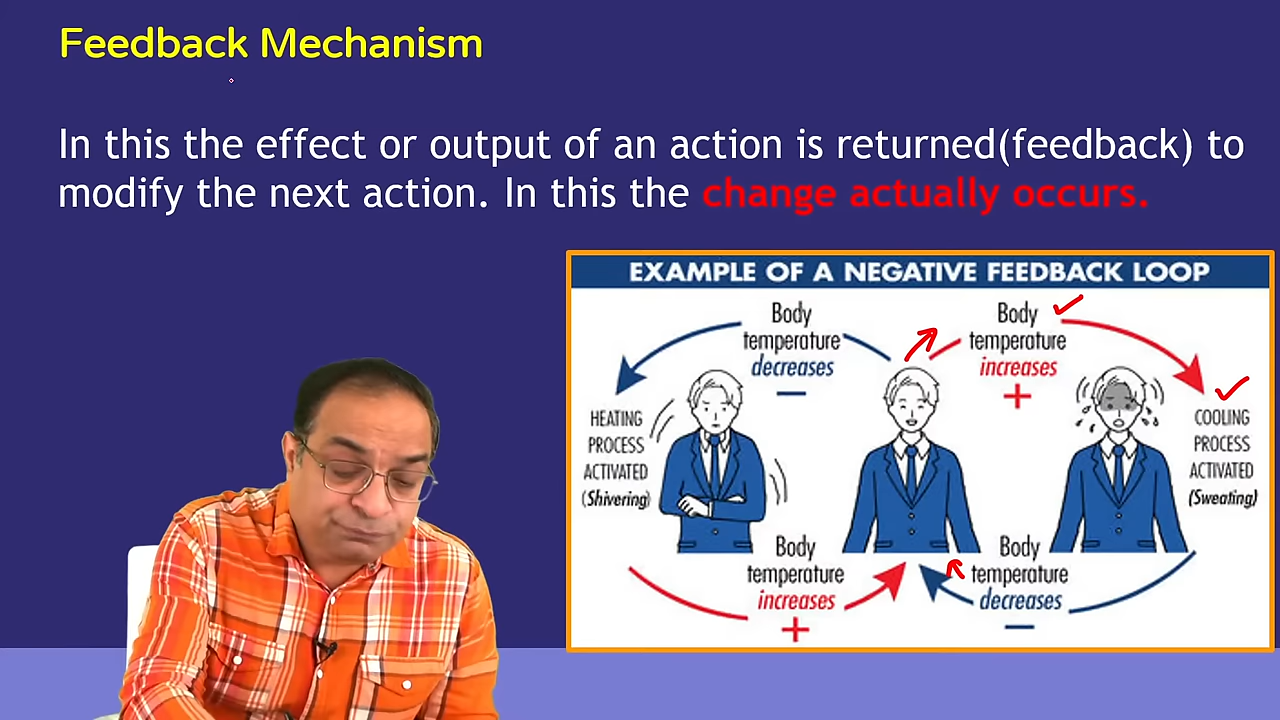 Feedback Mechanism
In this the effect or output of an action is returned(feedback) to
modify the next action. In this the change actually occurs.
EXAMPLE OF A NEGATIVE FEEDBACK LOOP
Body
temperature
decreases
−
Body
temperature
increases
+
HEATING
PROCESS
ACTIVATED
(Shivering)
COOLING
PROCESS
ACTIVATED
(Sweating)
Body
temperature
increases
+
Body
temperature
decreases
−